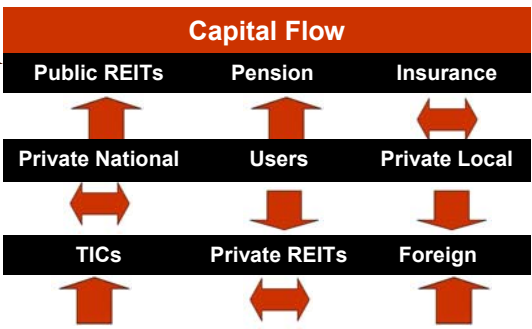 Capital Flow
Public REITs Pension Insurance
Private National Users Private Local
TICs Private REITs Foreign